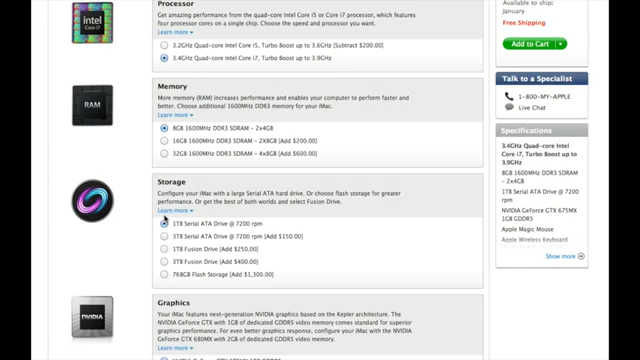 Processor
Get amazing performance from the quad-core Intel Core i5 or Core i7 processor, which features
four processor cores on a single chip. Choose the speed and processor you want.
Learn more
3.2GHz Quad-core Intel Core i5, Turbo Boost up to 3.6GHz [Subtract $200.00]
3.4GHz Quad-core Intel Core i7, Turbo Boost up to 3.9GHz
intel
Core i7
Memory
More memory (RAM) increases performance and enables your computer to perform faster and
better. Choose additional 1600MHz DDR3 memory for your iMac.
Learn more
8GB 1600MHz DDR3 SDRAM - 2x4GB
16GB 1600MHz DDR3 SDRAM - 2X8GB [Add $200.00]
32GB 1600MHz DDR3 SDRAM - 4x8GB [Add $600.00]
RAM
Storage
Configure your iMac with a large Serial ATA hard drive. Or choose flash storage for greater
performance. Or get the best of both worlds and select Fusion Drive.
Learn more
1TB Serial ATA Drive @ 7200 rpm
3TB Serial ATA Drive @ 7200 rpm [Add $150.00]
1TB Fusion Drive [Add $250.00]
3TB Fusion Drive [Add $400.00]
768GB Flash Storage [Add $1,300.00]
Graphics
Your iMac features next-generation NVIDIA graphics based on the Kepler architecture. The
NVIDIA GeForce GTX with 1GB of dedicated GDDR5 video memory comes standard for superior
graphics performance. For even better graphics response, configure your iMac with the
NVIDIA GeForce GTX 680MX with 2GB of dedicated GDDR5 video memory.
Learn more
NVIDIA
Available to ship:
January
Free Shipping
Add to Cart
Talk to a Specialist
1-800-MY-APPLE
Live Chat
Specifications
3.4GHz Quad-core Intel
Core i7, Turbo Boost up to
3.9GHz
8GB 1600MHz DDR3 SDRAM
- 2x4GB
1TB Serial ATA Drive @ 7200
rpm
NVIDIA GeForce GTX 675MX
1GB GDDR5
Apple Magic Mouse
Apple Wireless Keyboard
Show more